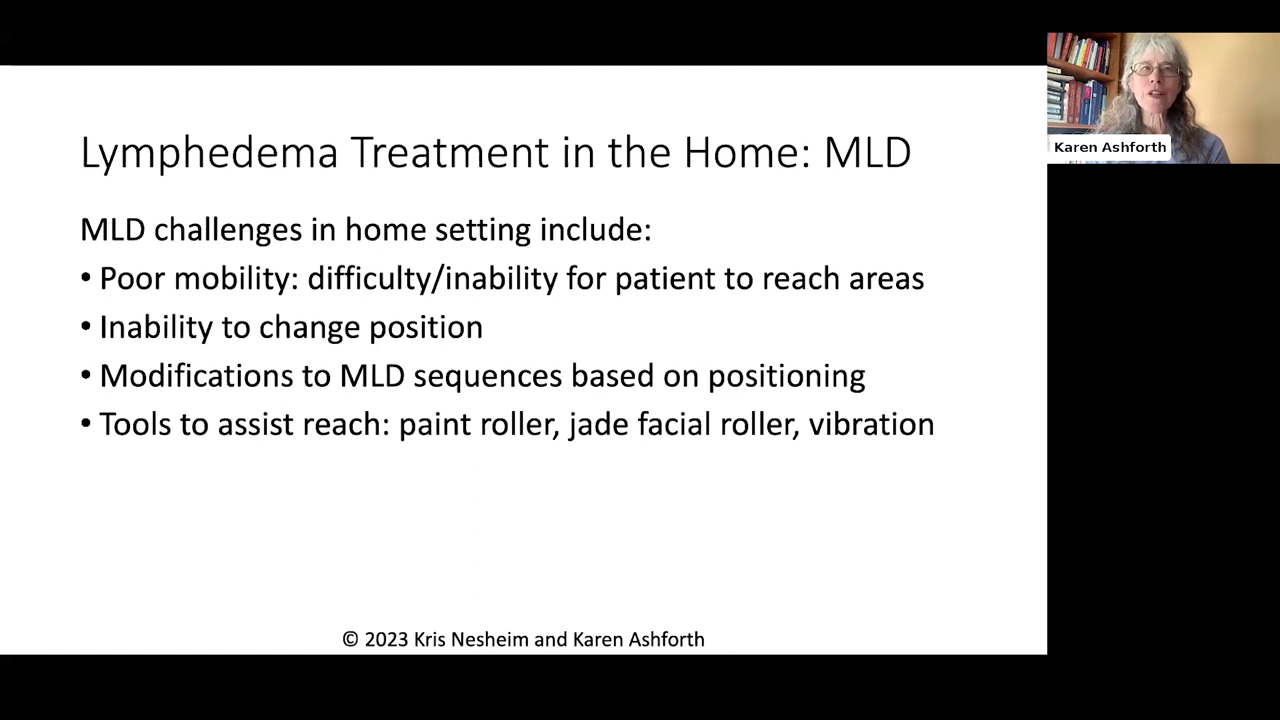 Lymphedema Treatment in the Home: MLD
MLD challenges in home setting include:
• Poor mobility: difficulty/inability for patient to reach areas
• Inability to change position
• Modifications to MLD sequences based on positioning
• Tools to assist reach: paint roller, jade facial roller, vibration
© 2023 Kris Nesheim and Karen Ashforth
Karen Ashforth